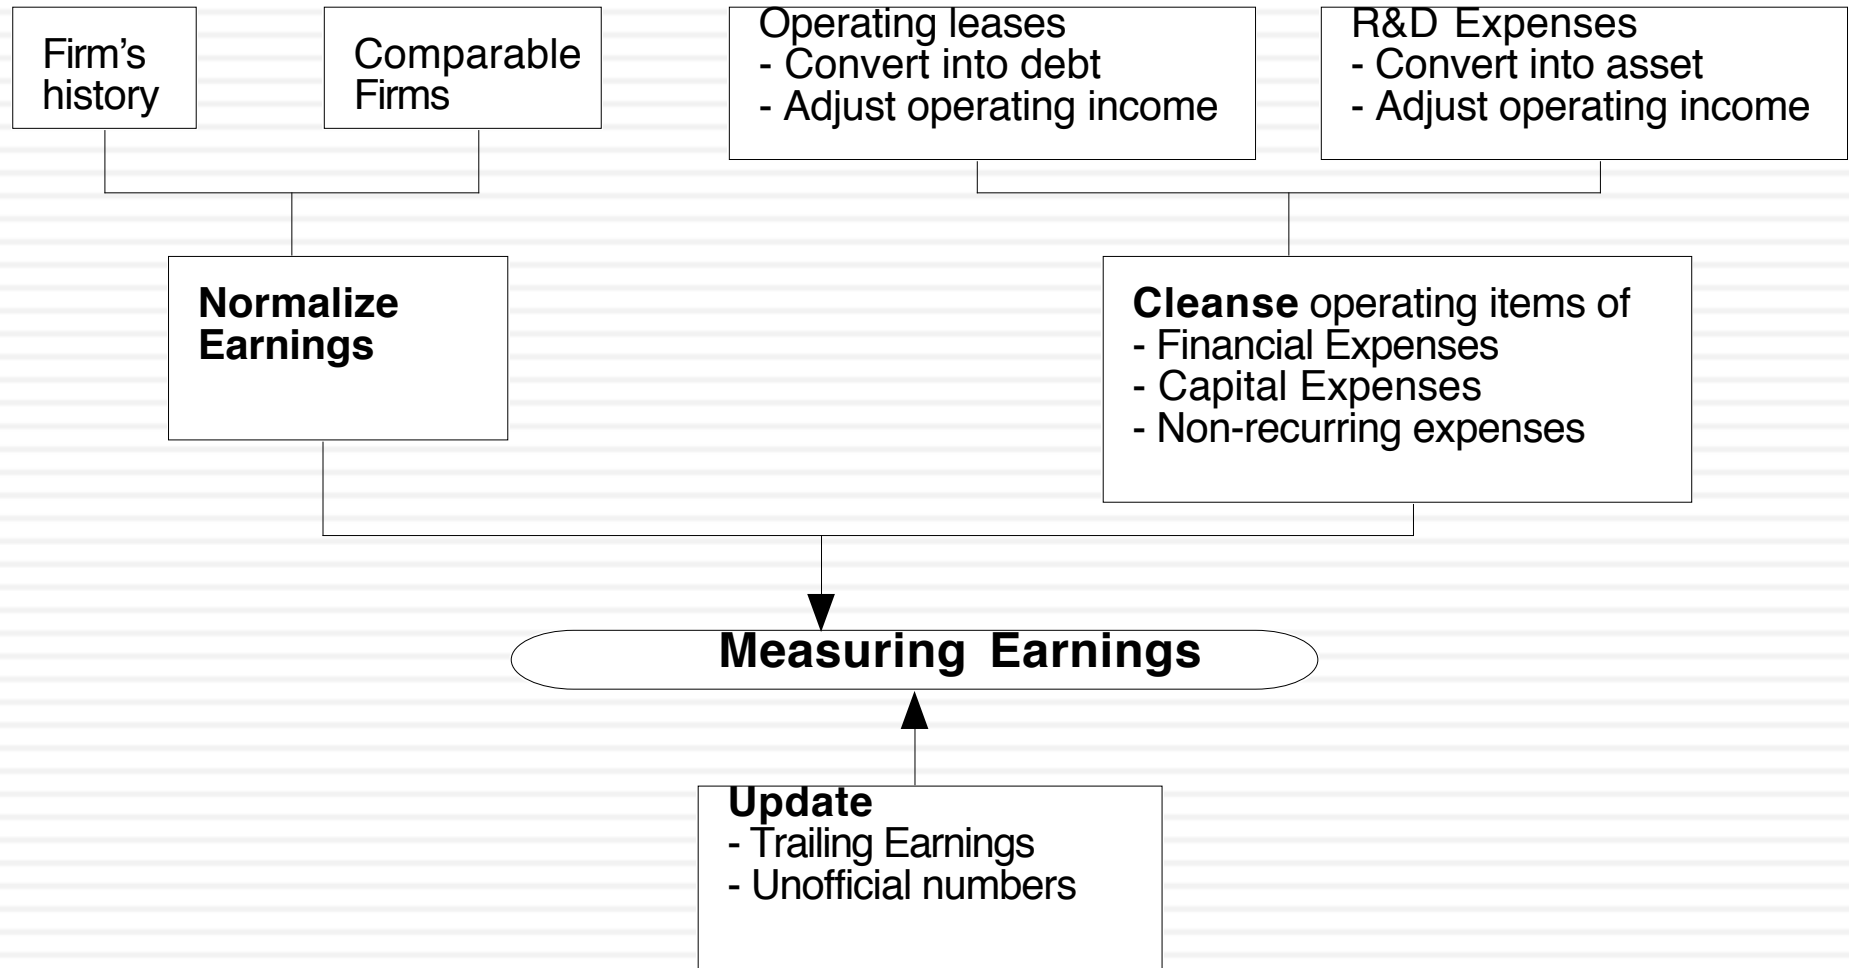 Firm's
history
Comparable
Firms
Operating leases
- Convert into debt
- Adjust operating income
R&D Expenses
- Convert into asset
- Adjust operating income
Normalize
Earnings
Cleanse operating items of
- Financial Expenses
- Capital Expenses
- Non-recurring expenses
Measuring Earnings
Update
- Trailing Earnings
- Unofficial numbers